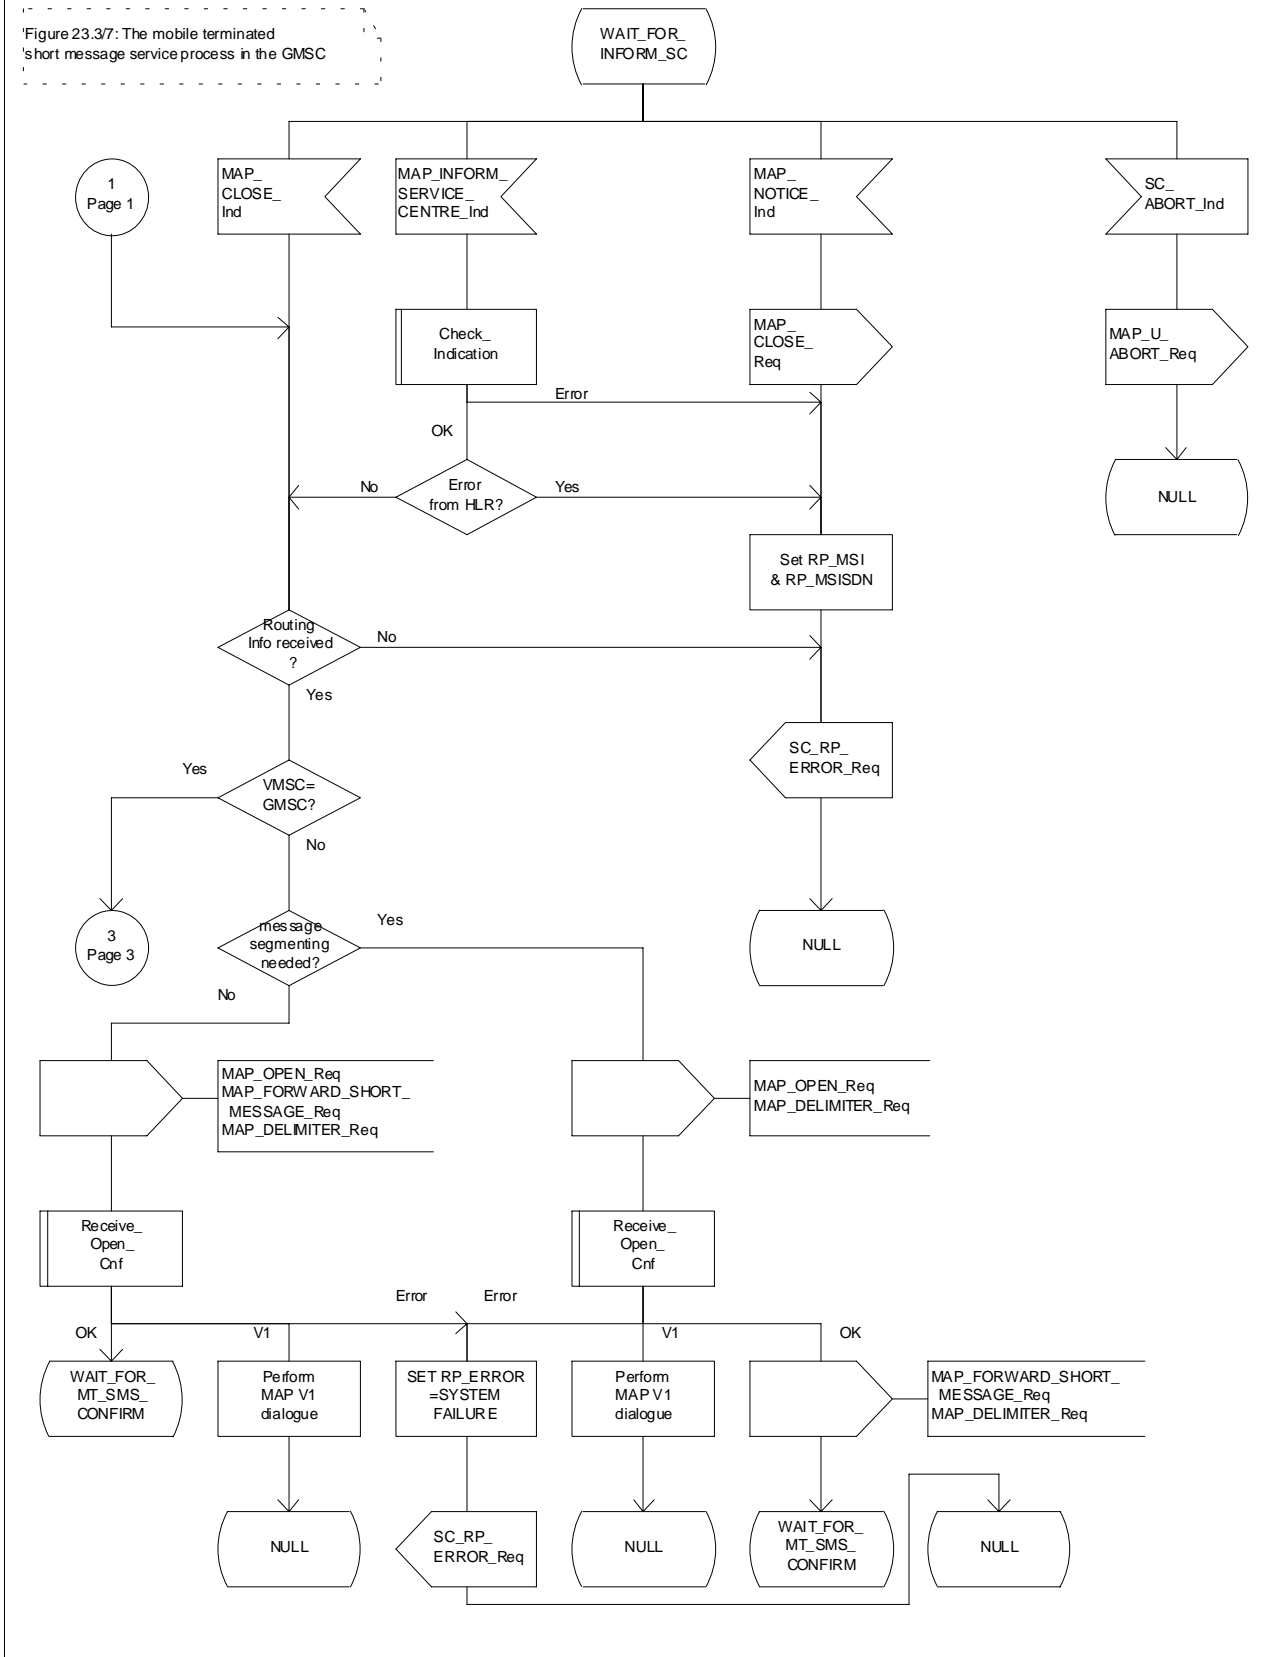 Figure 23.3/7: The mobile terminated
short message service process in the GMSC
WAIT_FOR_
INFORM_SC
1
Page 1
MAP_
CLOSE_
Ind
MAP_INFORM_
SERVICE_
CENTRE_Ind
MAP_
NOTICE_
Ind
SC_
ABORT_Ind
Check_
Indication
MAP_
CLOSE_
Req
MAP_U_
ABORT_Req
Error
OK
No
Error
from HLR?
Yes
NULL
Set RP_MSI
& RP_MSISDN
Routing
Info received
?
No
Yes
SC_RP_
ERROR_Req
Yes
VMSC=
GMSC?
No
3
Page 3
message
segmenting
needed?
Yes
NULL
No
MAP_OPEN_Req
MAP_FORWARD_SHORT_
MESSAGE_Req
MAP_DELIMITER_Req
MAP_OPEN_Req
MAP_DELIMITER_Req
Receive_
Open_
Cnf
Receive_
Open_
Cnf
Error
Error
OK
V1
V1
OK
WAIT_FOR_
MT_SMS_
CONFIRM
Perform
MAP V1
dialogue
SET RP_ERROR
=SYSTEM
FAILURE
Perform
MAP V1
dialogue
MAP_FORWARD_SHORT_
MESSAGE_Req
MAP_DELIMITER_Req
NULL
SC_RP_
ERROR_Req
NULL
WAIT_FOR_
MT_SMS_
CONFIRM
NULL